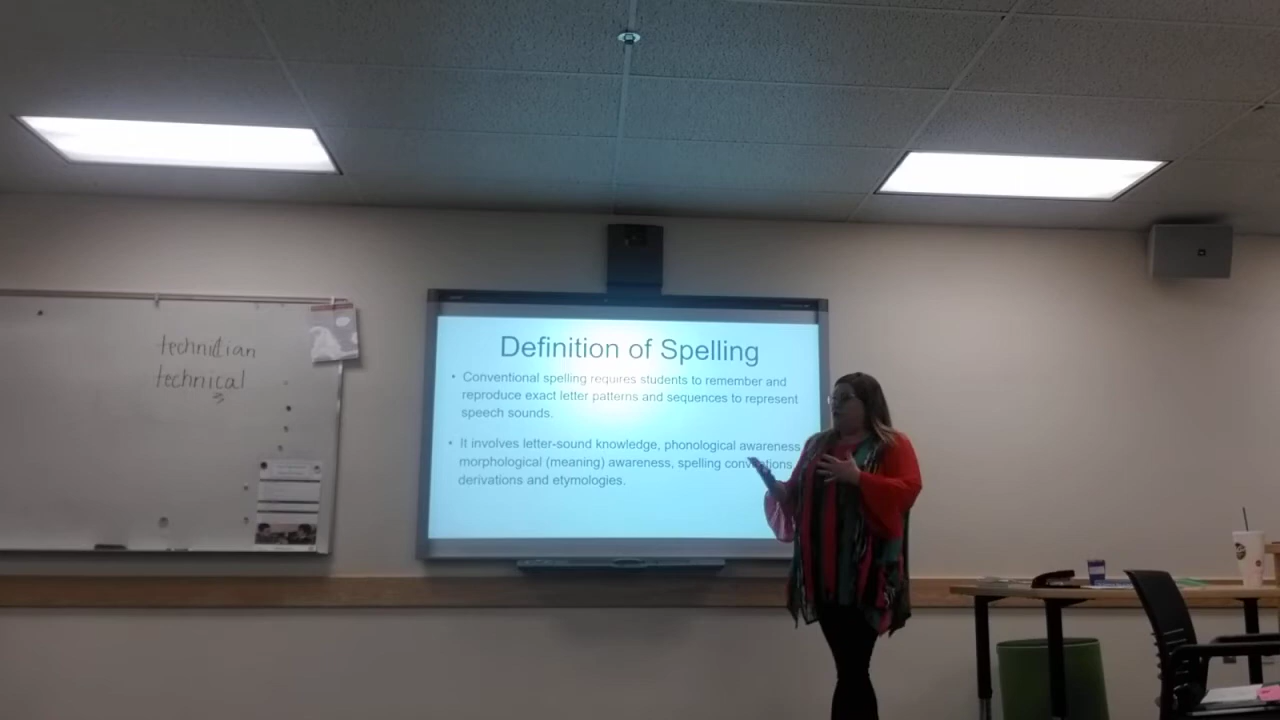 technician
technical
Definition of Spelling
• Conventional spelling requires students to remember and
reproduce exact letter patterns and sequences to represent
speech sounds.
• It involves letter-sound knowledge, phonological awareness
morphological (meaning) awareness, spelling
derivations and etymologies.